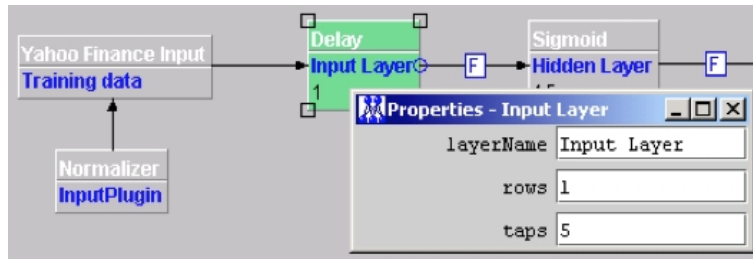 Delay
Sigmoid
Yahoo Finance Input
Input Layer
F
Hidden Layer
F
Training data
1
Properties - Input Layer
layerName Input Layer
Normalizer
InputPlugin
rows 1
taps 5